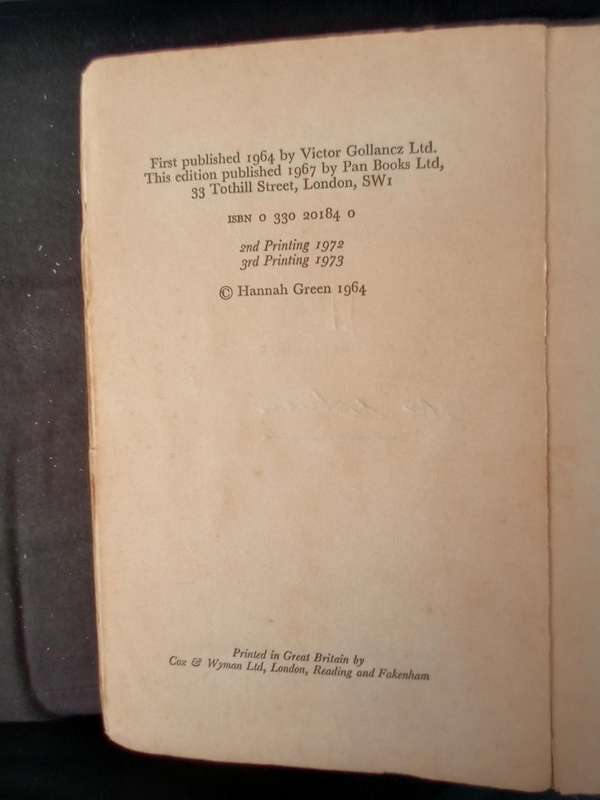 First published 1964 by Victor Gollancz Ltd.
This edition published 1967 by Pan Books Ltd,
33 Tothill Street, London, SW1
ISBN 0 330 20184 0
2nd Printing 1972
3rd Printing 1973
© Hannah Green 1964
Printed in Great Britain by
Cox & Wyman Ltd, London, Reading and Fakenham